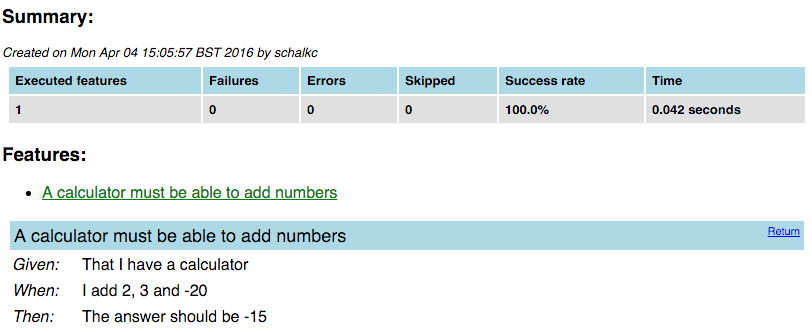 Summary:
Created on Mon Apr 04 15:05:57 BST 2016 by schalkc
Executed features Failures Errors Skipped Success rate Time
1 0 0 0 100.0% 0.042 seconds
Features:
• A calculator must be able to add numbers
A calculator must be able to add numbers Return
Given: That I have a calculator
When: I add 2, 3 and -20
Then: The answer should be -15